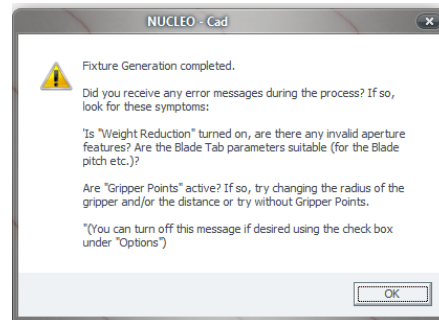 NUCLEO - Cad
Fixture Generation completed.
Did you receive any error messages during the process? If so,
look for these symptoms:
'Is "Weight Reduction" turned on, are there any invalid aperture
features? Are the Blade Tab parameters suitable (for the Blade
pitch etc.)?
Are "Gripper Points" active? If so, try changing the radius of the
gripper and/or the distance or try without Gripper Points.
"(You can turn off this message if desired using the check box
under "Options")
OK